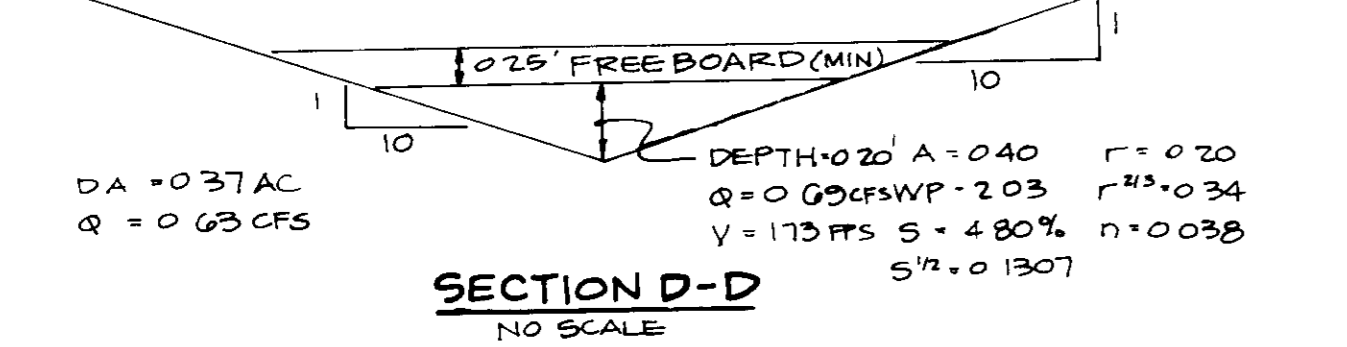 0 25' FREEBOARD (MIN)
1
10
1
10
DEPTH = 0 20' A = 0 40 r = 0 20
DA = 0 37 AC
Q = 0 69 CFS WP = 2 03 r 2/3 = 0 34
Q = 0 63 CFS
V = 1 73 FPS S = 4 80% n = 0 038
S 1/2 = 0 1307
SECTION D-D
NO SCALE